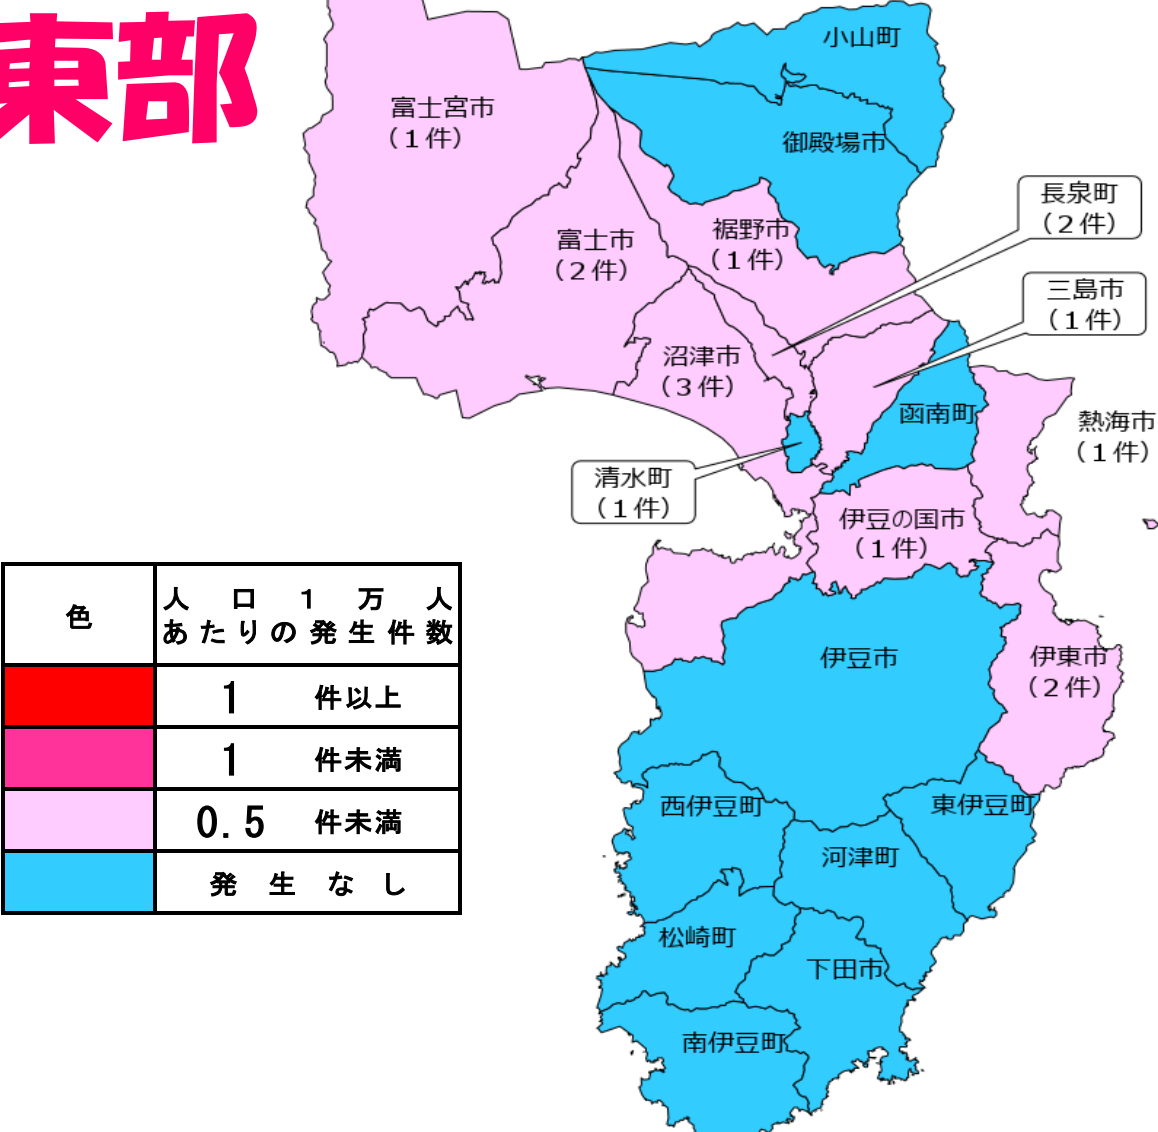 東部
小山町
富士宮市
（１件）
御殿場市
長泉町
（２件）
裾野市
（１件）
富士市
（２件）
三島市
（１件）
沼津市
（３件）
函南町
熱海市
（１件）
清水町
（１件）
伊豆の国市
（１件）
色
人口１万人
あたりの発生件数
1 件以上
1 件未満
0.5 件未満
発生なし
伊豆市
伊東市
（２件）
西伊豆町
東伊豆町
河津町
松崎町
下田市
南伊豆町